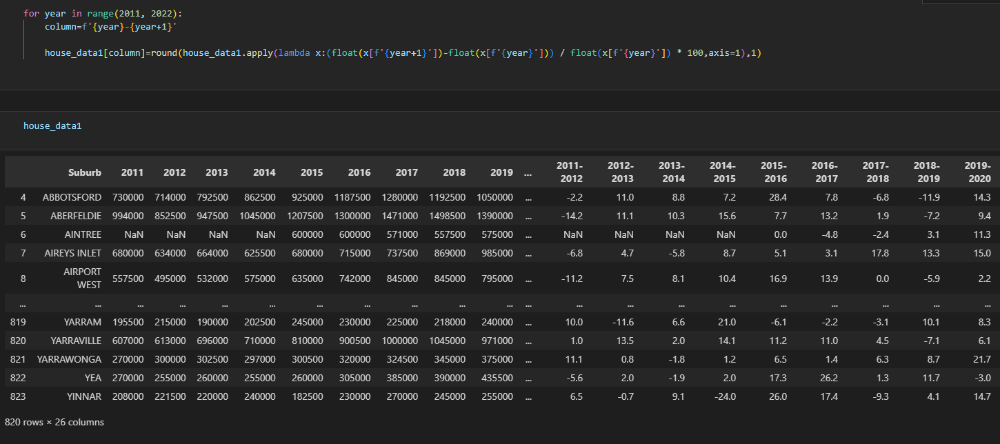 for year in range(2011, 2022):
column=f'{year}-{year+1}'
house_data1[column]=round(house_data1.apply(lambda x:(float(x[f'{year+1}'])-float(x[f'{year}'])) / float(x[f'{year}']) * 100,axis=1),1)
house_data1
Suburb 2011 2012 2013 2014 2015 2016 2017 2018 2019 ... 2011-2012 2012-2013 2013-2014 2014-2015 2015-2016 2016-2017 2017-2018 2018-2019 2019-2020
4 ABBOTSFORD 730000 714000 792500 862500 925000 1187500 1280000 1192500 1050000 ... -2.2 11.0 8.8 7.2 28.4 7.8 -6.8 -11.9 14.3
5 ABERFELDIE 994000 852500 947500 1045000 1207500 1300000 1471000 1498500 1390000 ... -14.2 11.1 10.3 15.6 7.7 13.2 1.9 -7.2 9.4
6 AINTREE NaN NaN NaN NaN 600000 600000 571000 557500 575000 ... NaN NaN NaN NaN 0.0 -4.8 -2.4 3.1 11.3
7 AIREYS INLET 680000 634000 664000 625500 680000 715000 737500 869000 985000 ... -6.8 4.7 -5.8 8.7 5.1 3.1 17.8 13.3 15.0
8 AIRPORT WEST 557500 495000 532000 575000 635000 742000 845000 845000 795000 ... -11.2 7.5 8.1 10.4 16.9 13.9 0.0 -5.9 2.2
... ... ... ... ... ... ... ... ... ... ... ... ... ... ... ... ... ... ... ... ... ...
819 YARRAM 195500 215000 190000 202500 245000 230000 225000 218000 240000 ... 10.0 -11.6 6.6 21.0 -6.1 -2.2 -3.1 10.1 8.3
820 YARRAVILLE 607000 613000 696000 710000 810000 900500 1000000 1045000 971000 ... 1.0 13.5 2.0 14.1 11.2 11.0 4.5 -7.1 6.1
821 YARRAWONGA 270000 300000 302500 297000 300500 320000 324500 345000 375000 ... 11.1 0.8 -1.8 1.2 6.5 1.4 6.3 8.7 21.7
822 YEA 270000 255000 260000 255000 260000 305000 385000 390000 435500 ... -5.6 2.0 -1.9 2.0 17.3 26.2 1.3 11.7 -3.0
823 YINNAR 208000 221500 220000 240000 182500 230000 270000 245000 255000 ... 6.5 -0.7 9.1 -24.0 26.0 17.4 -9.3 4.1 14.7
820 rows × 26 columns